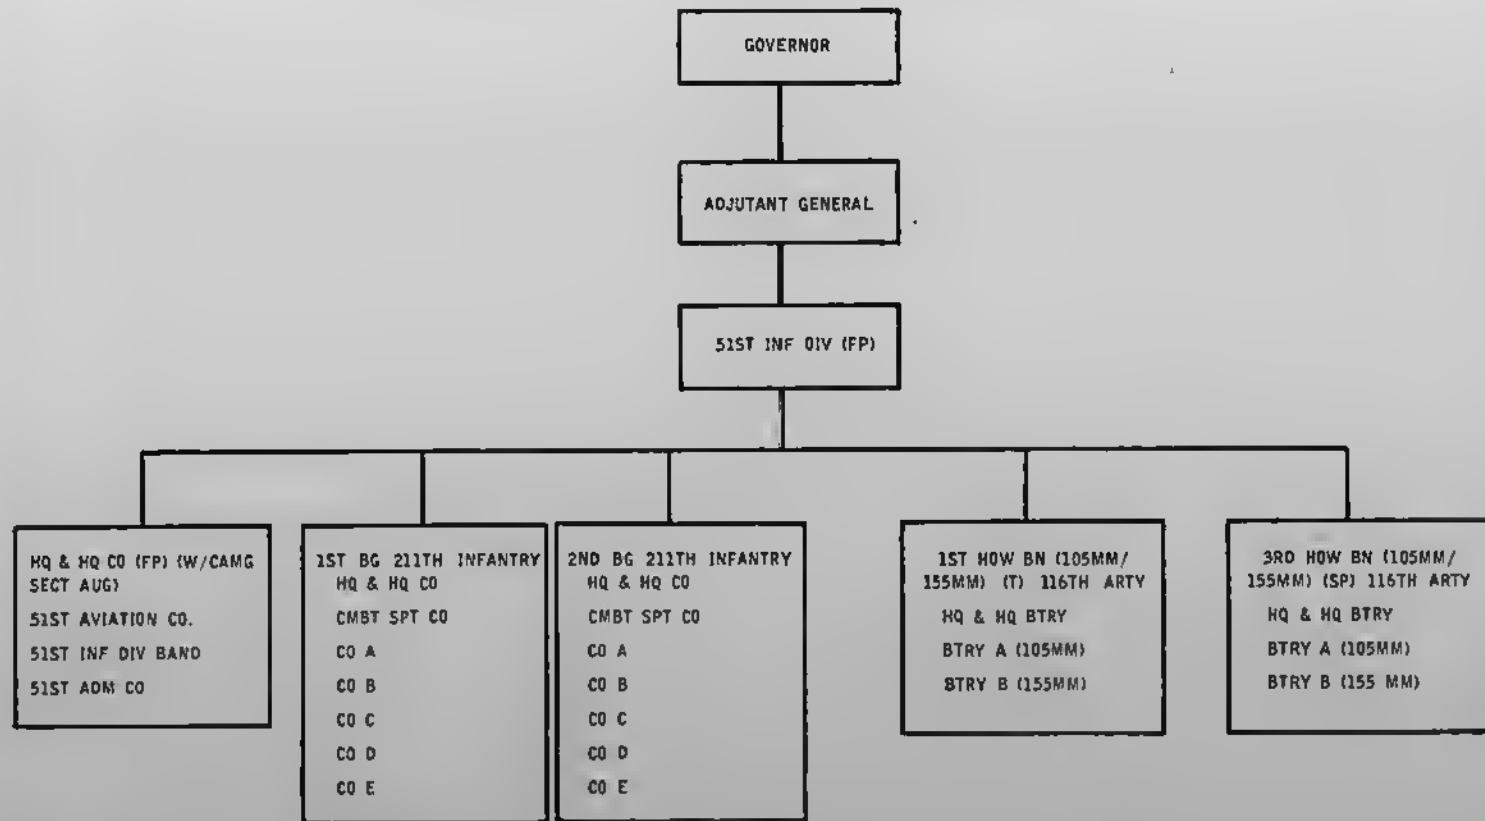 GOVERNOR
ADJUTANT GENERAL
51ST INF DIV (FP)
HQ & HQ CO (FP) (W/CAMG
SECT AUG)
51ST AVIATION CO.
51ST INF DIV BAND
51ST ADM CO
1ST BG 211TH INFANTRY
HQ & HQ CO
CMBT SPT CO
CO A
CO B
CO C
CO D
CO E
2ND BG 211TH INFANTRY
HQ & HQ CO
CMBT SPT CO
CO A
CO B
CO C
CO D
CO E
1ST HOW BN (105MM/
155MM) (T) 116TH ARTY
HQ & HQ BTRY
BTRY A (105MM)
BTRY B (155MM)
3RD HOW BN (105MM/
155MM) (SP) 116TH ARTY
HQ & HQ BTRY
BTRY A (105MM)
BTRY B (155 MM)